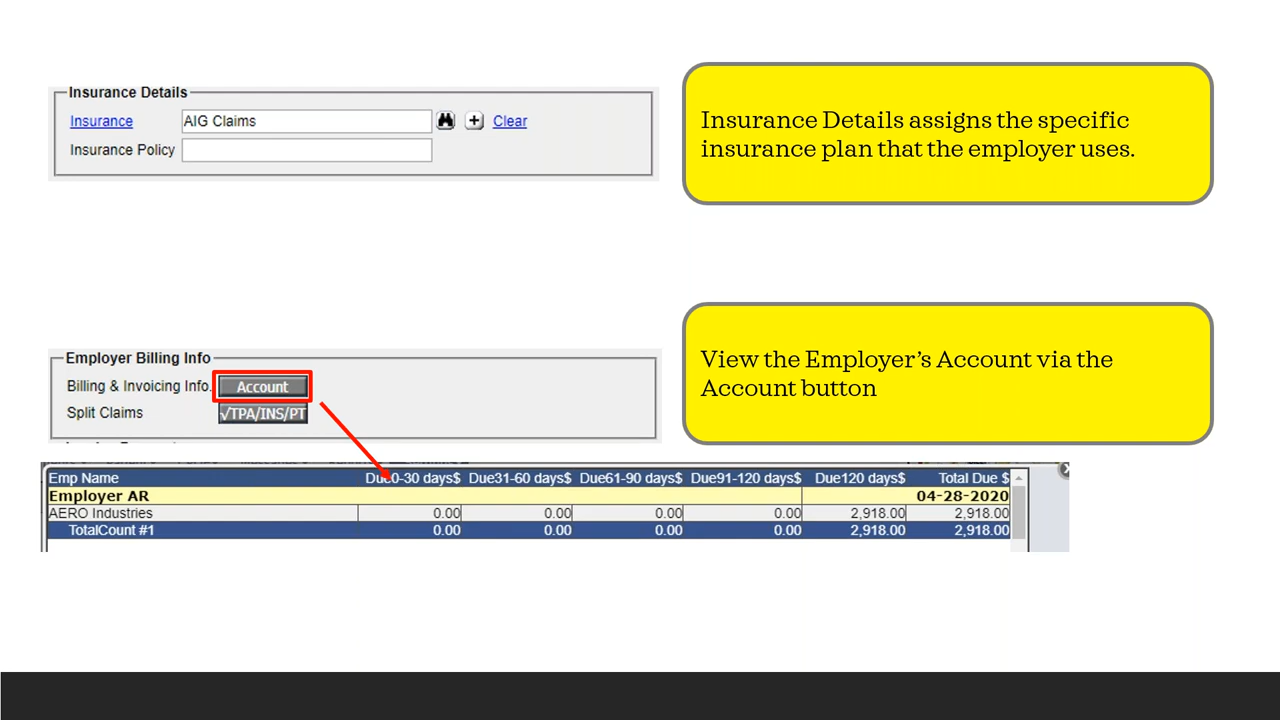 Insurance Details
Insurance AIG Claims Clear
Insurance Policy
Insurance Details assigns the specific
insurance plan that the employer uses.
Employer Billing Info
Billing & Invoicing Info. Account
Split Claims √TPA/INS/PT
View the Employer’s Account via the
Account button
Emp Name Due0-30 days$ Due31-60 days$ Due61-90 days$ Due91-120 days$ Due120 days$ Total Due $
Employer AR 04-28-2020
AERO Industries 0.00 0.00 0.00 0.00 2,918.00 2,918.00
TotalCount #1 0.00 0.00 0.00 0.00 2,918.00 2,918.00